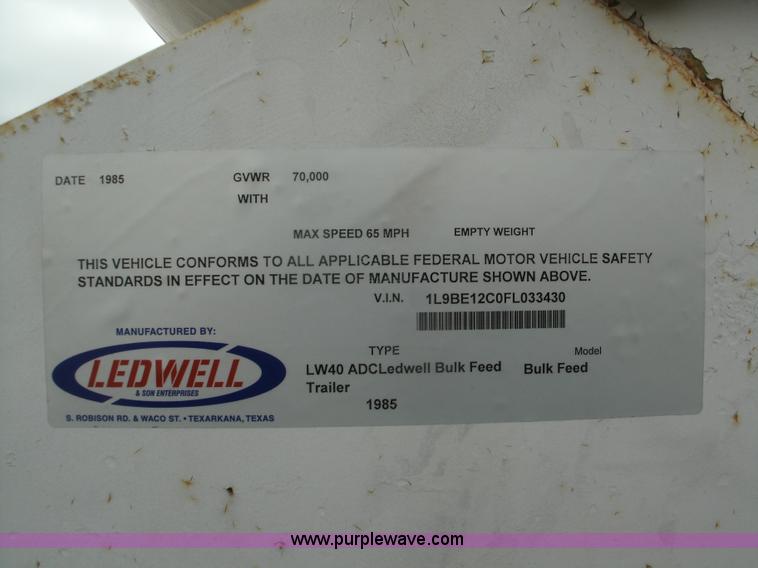 DATE 1985 GVWR 70,000
WITH
MAX SPEED 65 MPH EMPTY WEIGHT
THIS VEHICLE CONFORMS TO ALL APPLICABLE FEDERAL MOTOR VEHICLE SAFETY
STANDARDS IN EFFECT ON THE DATE OF MANUFACTURE SHOWN ABOVE.
V.I.N. 1L9BE12C0FL033430
MANUFACTURED BY:
LEDWELL
& SON ENTERPRISES
S. ROBISON RD. & WACO ST. • TEXARKANA, TEXAS
TYPE Model
LW40 ADCLedwell Bulk Feed Bulk Feed
Trailer
1985
www.purplewave.com